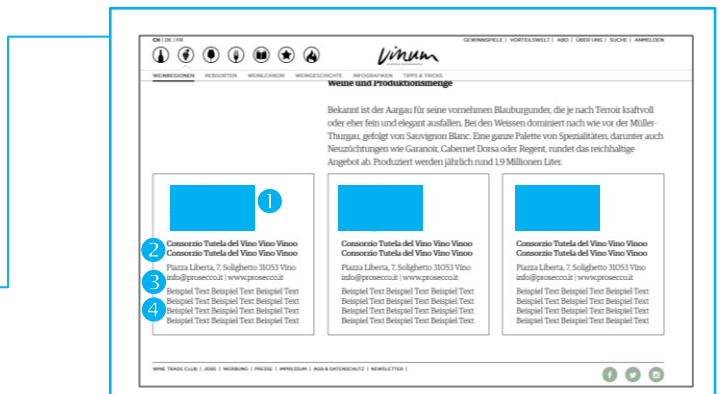 CH | DE | FR
GEWINNSPIELE | VORTEILSWELT | ABO | ÜBER UNS | SUCHE | ANMELDEN
Vinum
WEINREGIONEN REBSORTEN WEINLEXIKON WEINGESCHICHTE INFOGRAFIKEN TIPPS & TRICKS
Weine und Produktionsmenge
Bekannt ist der Aargau für seine vornehmen Blauburgunder, die je nach Terroir kraftvoll
oder eher fein und elegant ausfallen. Bei den Weissen dominiert nach wie vor der Müller-
Thurgau, gefolgt von Sauvignon Blanc. Eine ganze Palette von Spezialitäten, darunter auch
Neuzüchtungen wie Garanoir, Cabernet Dorsa oder Regent, rundet das reichhaltige
Angebot ab. Produziert werden jährlich rund 1,9 Millionen Liter.
1
2
Consorzio Tutela del Vino Vino Vinoo
Consorzio Tutela del Vino Vino Vinoo
3
Piazza Liberta, 7, Solighetto 31053 Vino
info@prosecco.it | www.prosecco.it
4
Beispiel Text Beispiel Text Beispiel Text
Beispiel Text Beispiel Text Beispiel Text
Beispiel Text Beispiel Text Beispiel Text
Beispiel Text Beispiel Text Beispiel Text
Consorzio Tutela del Vino Vino Vinoo
Consorzio Tutela del Vino Vino Vinoo
Piazza Liberta, 7, Solighetto 31053 Vino
info@prosecco.it | www.prosecco.it
Beispiel Text Beispiel Text Beispiel Text
Beispiel Text Beispiel Text Beispiel Text
Beispiel Text Beispiel Text Beispiel Text
Beispiel Text Beispiel Text Beispiel Text
Consorzio Tutela del Vino Vino Vinoo
Consorzio Tutela del Vino Vino Vinoo
Piazza Liberta, 7, Solighetto 31053 Vino
info@prosecco.it | www.prosecco.it
Beispiel Text Beispiel Text Beispiel Text
Beispiel Text Beispiel Text Beispiel Text
Beispiel Text Beispiel Text Beispiel Text
Beispiel Text Beispiel Text Beispiel Text
WINE TRADE CLUB | JOBS | WERBUNG | PRESSE | IMPRESSUM | AGB & DATENSCHUTZ | NEWSLETTER |